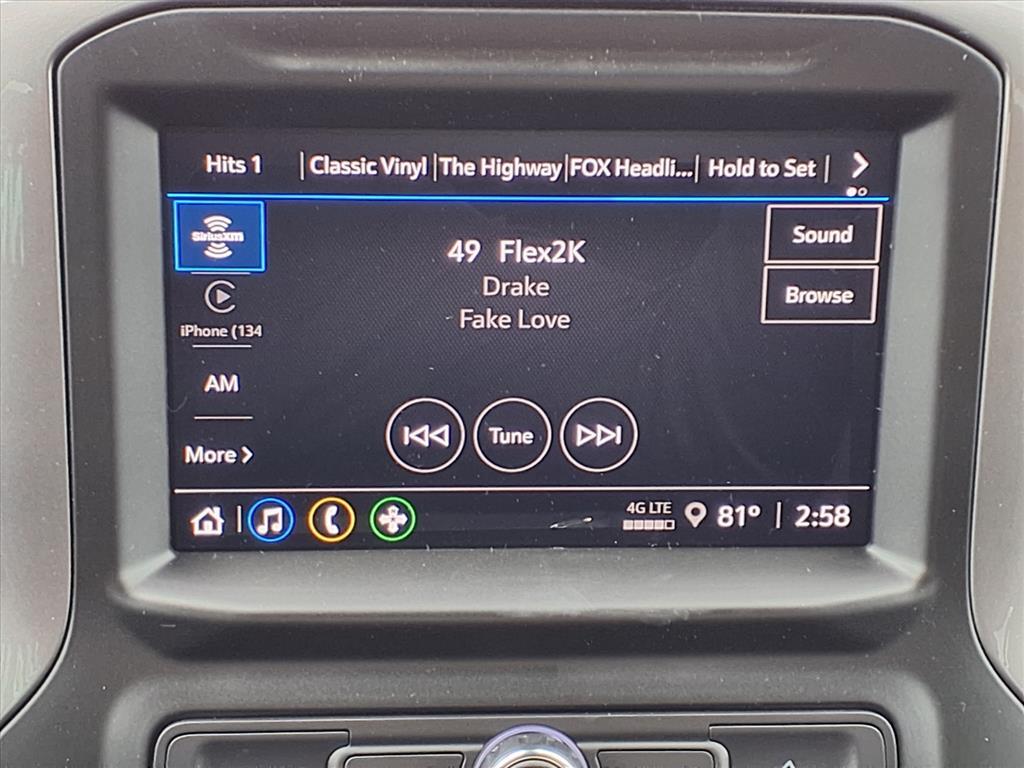 Hits 1 | Classic Vinyl | The Highway | FOX Headli... | Hold to Set |
SiriusXM
49 Flex2K
Sound
Drake
Browse
Fake Love
iPhone (134
AM
Tune
More >
4G LTE
81° | 2:58